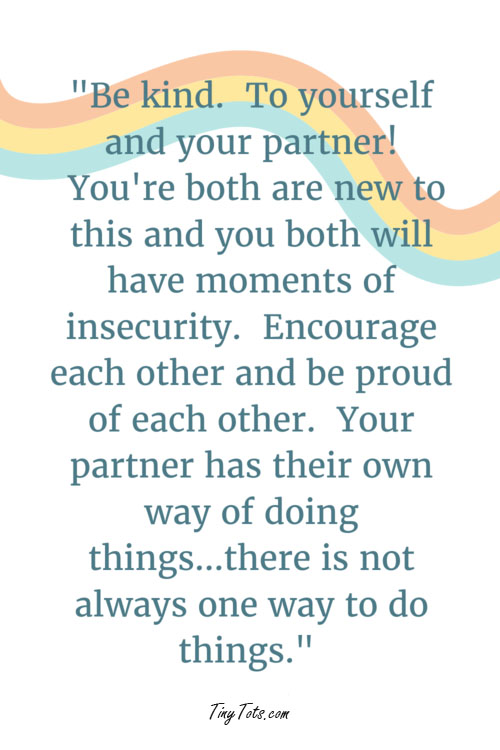 "Be kind.  To yourself
and your partner!
You're both are new to
this and you both will
have moments of
insecurity.  Encourage
each other and be proud
of each other.  Your
partner has their own
way of doing
things...there is not
always one way to do
things."
TinyTots.com